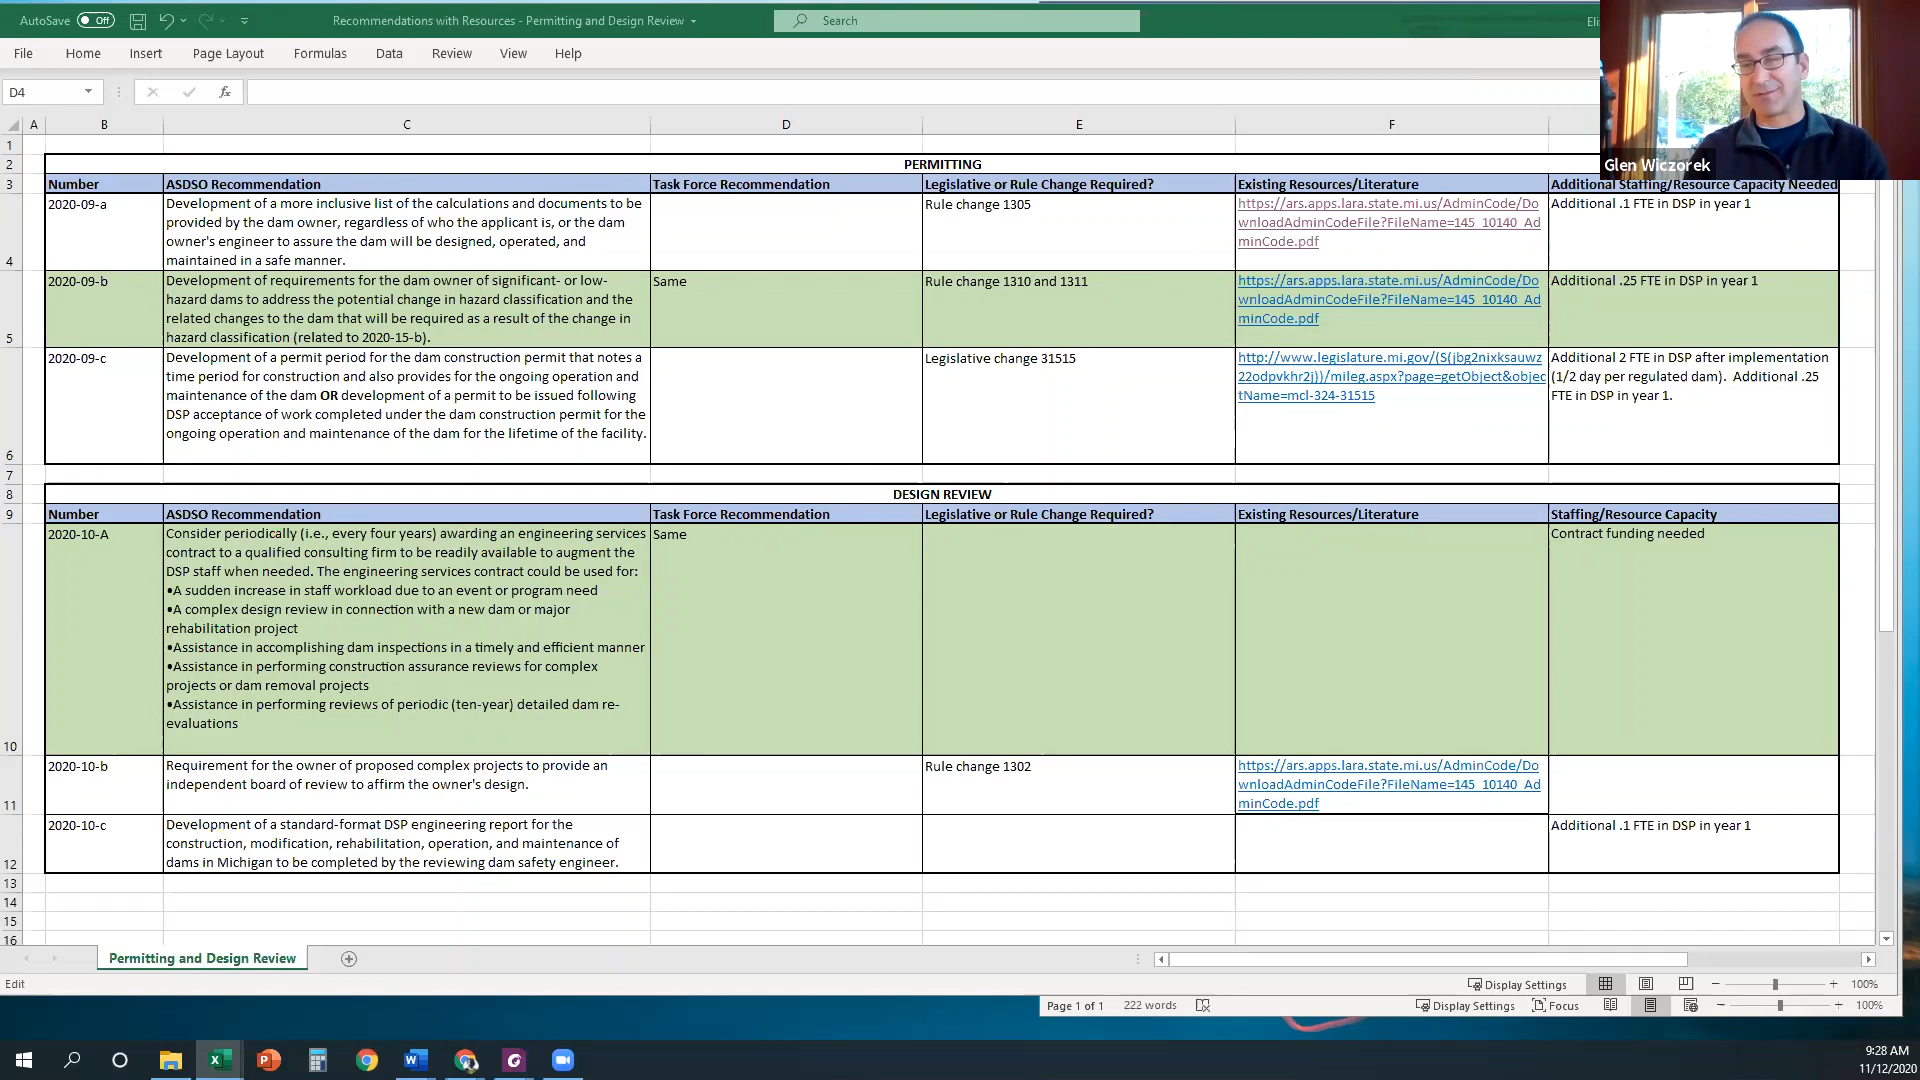 AutoSave Off Recommendations with Resources - Permitting and Design Review Search
File Home Insert Page Layout Formulas Data Review View Help
D4 fx
Glen Wiczorek
A B C D E F
1
2 PERMITTING
3 Number ASDSO Recommendation Task Force Recommendation Legislative or Rule Change Required? Existing Resources/Literature Additional Staffing/Resource Capacity Needed
2020-09-a Development of a more inclusive list of the calculations and documents to be Rule change 1305 https://ars.apps.lara.state.mi.us/AdminCode/Do Additional .1 FTE in DSP in year 1
provided by the dam owner, regardless of who the applicant is, or the dam wnloadAdminCodeFile?FileName=145_10140_Ad
owner's engineer to assure the dam will be designed, operated, and minCode.pdf
4 maintained in a safe manner.
2020-09-b Development of requirements for the dam owner of significant- or low- Same Rule change 1310 and 1311 https://ars.apps.lara.state.mi.us/AdminCode/Do Additional .25 FTE in DSP in year 1
hazard dams to address the potential change in hazard classification and the wnloadAdminCodeFile?FileName=145_10140_Ad
related changes to the dam that will be required as a result of the change in minCode.pdf
5 hazard classification (related to 2020-15-b).
2020-09-c Development of a permit period for the dam construction permit that notes a Legislative change 31515 http://www.legislature.mi.gov/(S(jbg2nixksauwz Additional 2 FTE in DSP after implementation
time period for construction and also provides for the ongoing operation and 22odpvkhr2j))/mileg.aspx?page=getObject&objec (1/2 day per regulated dam). Additional .25
maintenance of the dam OR development of a permit to be issued following tName=mcl-324-31515 FTE in DSP in year 1.
DSP acceptance of work completed under the dam construction permit for the
ongoing operation and maintenance of the dam for the lifetime of the facility.
6
7
8 DESIGN REVIEW
9 Number ASDSO Recommendation Task Force Recommendation Legislative or Rule Change Required? Existing Resources/Literature Staffing/Resource Capacity
2020-10-A Consider periodically (i.e., every four years) awarding an engineering services Same Contract funding needed
contract to a qualified consulting firm to be readily available to augment the
DSP staff when needed. The engineering services contract could be used for:
•A sudden increase in staff workload due to an event or program need
•A complex design review in connection with a new dam or major
rehabilitation project
•Assistance in accomplishing dam inspections in a timely and efficient manner
•Assistance in performing construction assurance reviews for complex
projects or dam removal projects
•Assistance in performing reviews of periodic (ten-year) detailed dam re-
evaluations
10
2020-10-b Requirement for the owner of proposed complex projects to provide an Rule change 1302 https://ars.apps.lara.state.mi.us/AdminCode/Do
independent board of review to affirm the owner's design. wnloadAdminCodeFile?FileName=145_10140_Ad
11 minCode.pdf
2020-10-c Development of a standard-format DSP engineering report for the Additional .1 FTE in DSP in year 1
construction, modification, rehabilitation, operation, and maintenance of
12 dams in Michigan to be completed by the reviewing dam safety engineer.
13
14
15
16
Permitting and Design Review
Edit Display Settings 100%
Page 1 of 1 222 words Display Settings Focus 100%
9:28 AM
11/12/2020